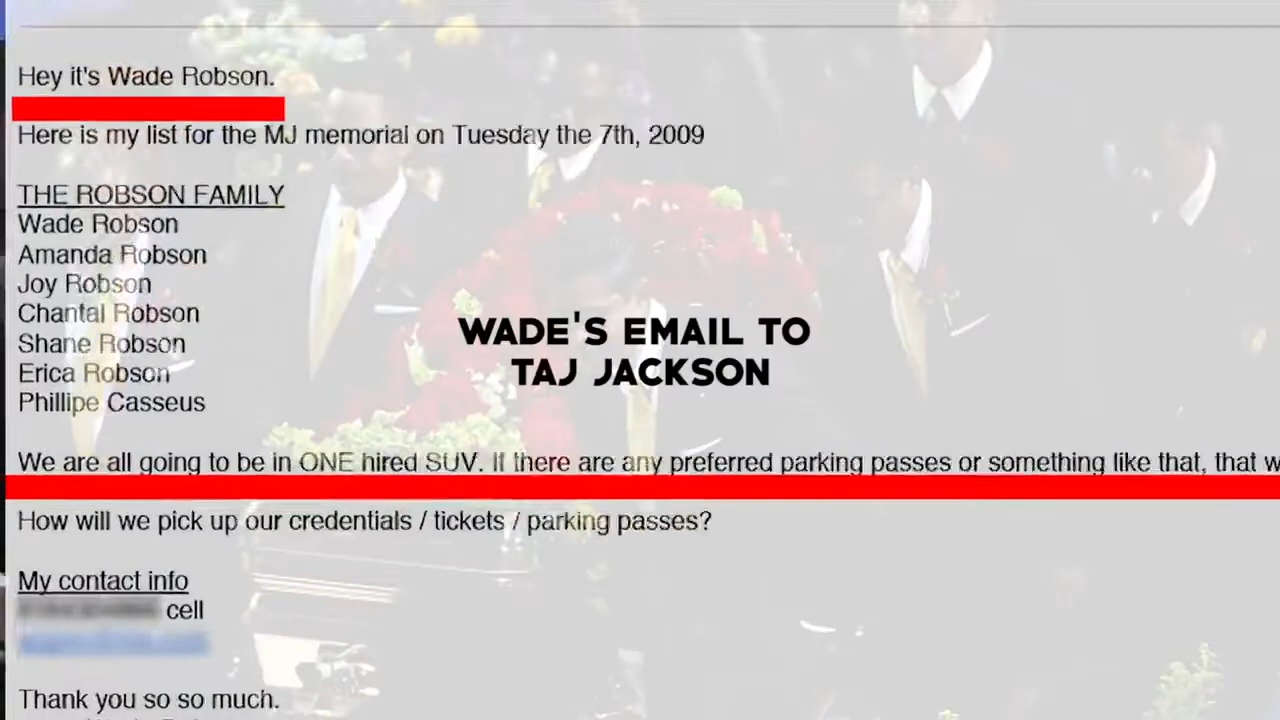 Hey it's Wade Robson.
Here is my list for the MJ memorial on Tuesday the 7th, 2009
THE ROBSON FAMILY
Wade Robson
Amanda Robson
Joy Robson
Chantal Robson
Shane Robson
Erica Robson
Phillipe Casseus
WADE'S EMAIL TO
TAJ JACKSON
We are all going to be in ONE hired SUV. If there are any preferred parking passes or something like that, that
How will we pick up our credentials / tickets / parking passes?
My contact info
cell
Thank you so so much.